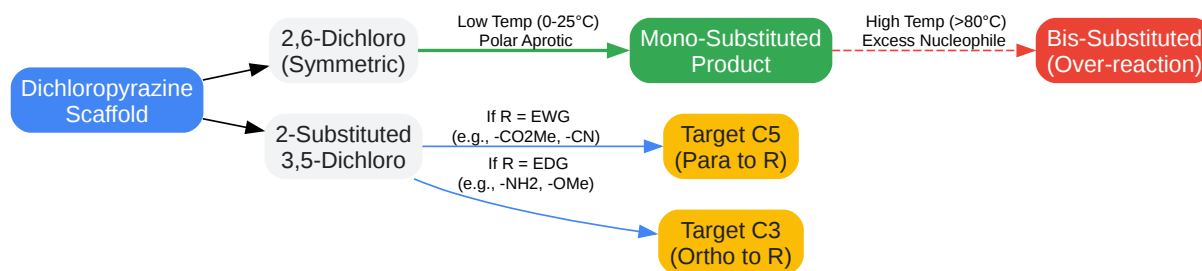 Dichloropyrazine
Scaffold
2,6-Dichloro
(Symmetric)
Low Temp (0-25°C)
Polar Aprotic
Mono-Substituted
Product
High Temp (>80°C)
Excess Nucleophile
Bis-Substituted
(Over-reaction)
2-Substituted
3,5-Dichloro
If R = EWG
(e.g., -CO2Me, -CN)
Target C5
(Para to R)
If R = EDG
(e.g., -NH2, -OMe)
Target C3
(Ortho to R)